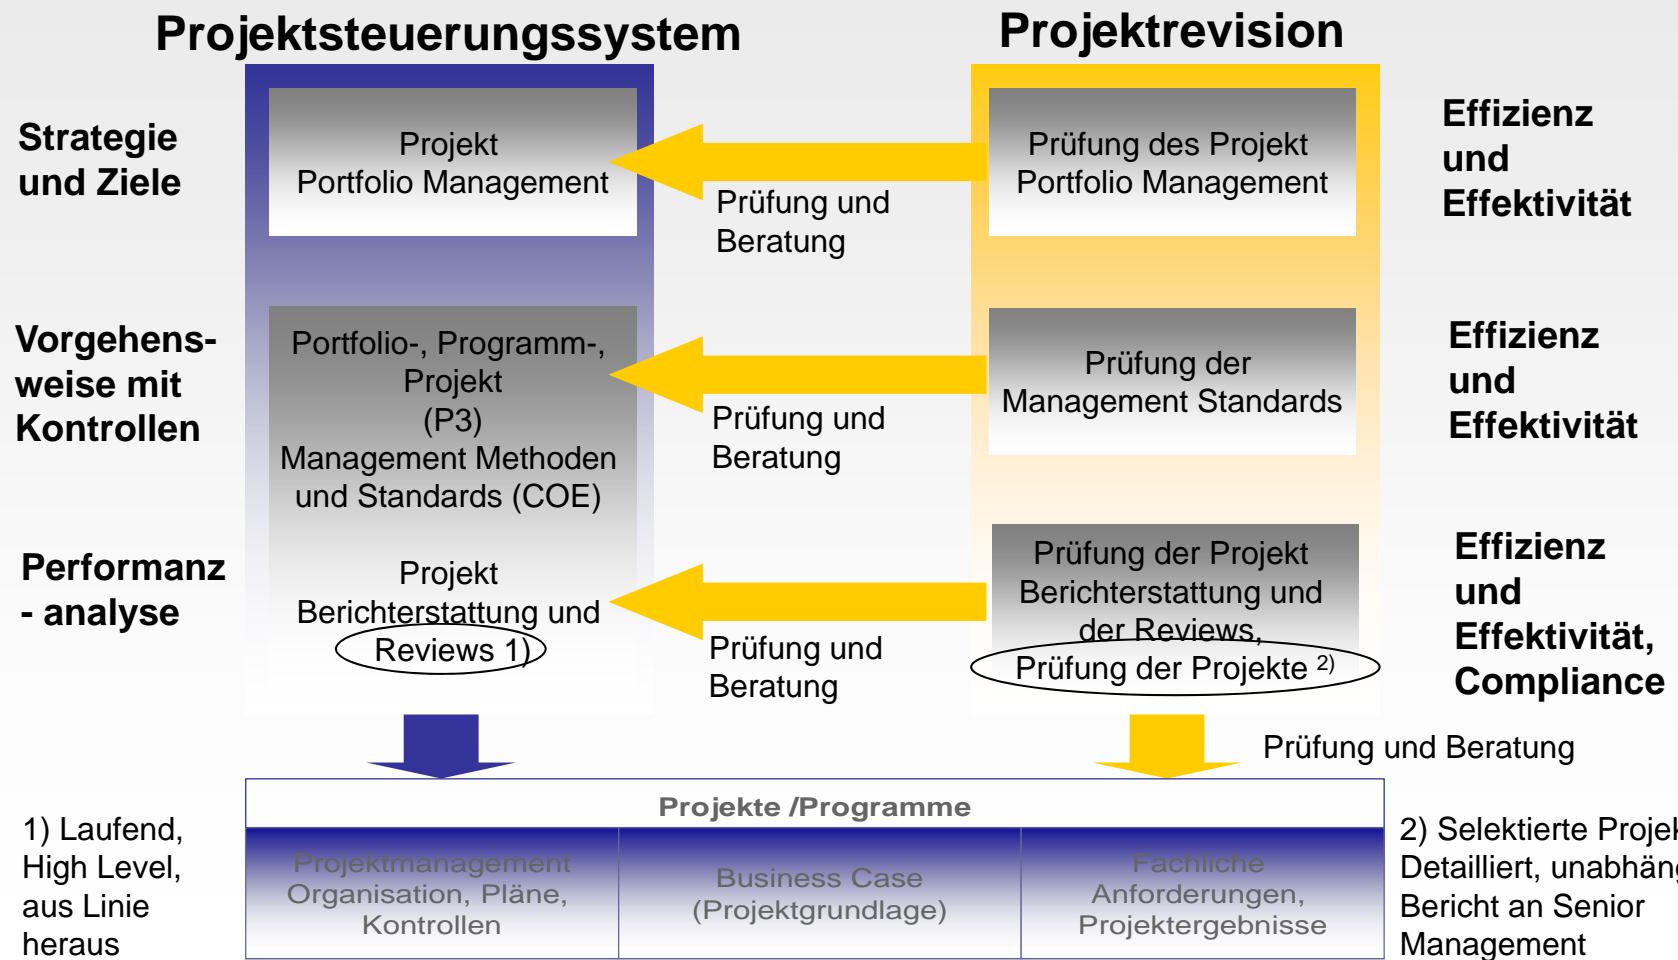 Projektsteuerungssystem
Projektrevision
Strategie
und Ziele
Projekt
Portfolio Management
Prüfung und
Beratung
Prüfung des Projekt
Portfolio Management
Effizienz
und
Effektivität
Vorgehens-
weise mit
Kontrollen
Portfolio-, Programm-,
Projekt
(P3)
Management Methoden
und Standards (COE)
Prüfung und
Beratung
Prüfung der
Management Standards
Effizienz
und
Effektivität
Performanz
- analyse
Projekt
Berichterstattung und
Reviews 1)
Prüfung und
Beratung
Prüfung der Projekt
Berichterstattung und
der Reviews,
Prüfung der Projekte 2)
Effizienz
und
Effektivität,
Compliance
Prüfung und Beratung
Projekte /Programme
Projektmanagement
Organisation, Pläne,
Kontrollen
Business Case
(Projektgrundlage)
Fachliche
Anforderungen,
Projektergebnisse
1) Laufend,
High Level,
aus Linie
heraus
2) Selektierte
Detailliert,
Bericht an Senior
Management